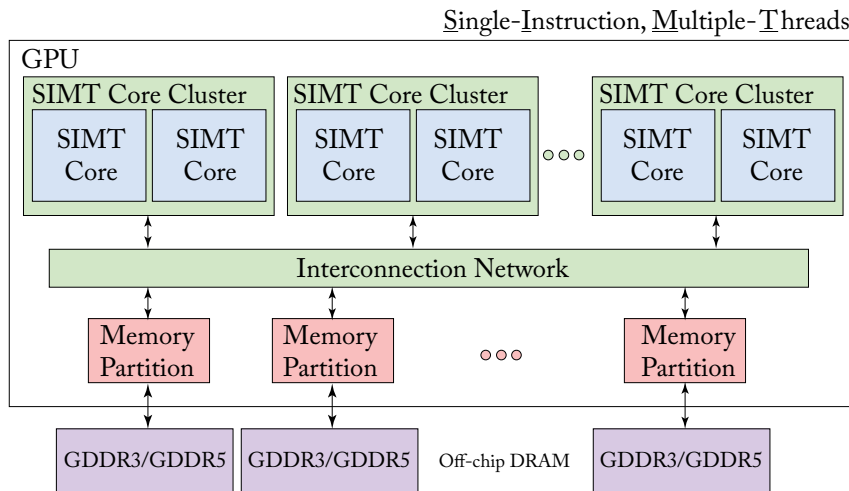 Single-Instruction, Multiple-Threads
GPU
SIMT Core Cluster
SIMT Core Cluster
SIMT Core Cluster
SIMT
Core
SIMT
Core
SIMT
Core
SIMT
Core
SIMT
Core
SIMT
Core
Interconnection Network
Memory
Partition
Memory
Partition
Memory
Partition
GDDR3/GDDR5
GDDR3/GDDR5
Off-chip DRAM
GDDR3/GDDR5